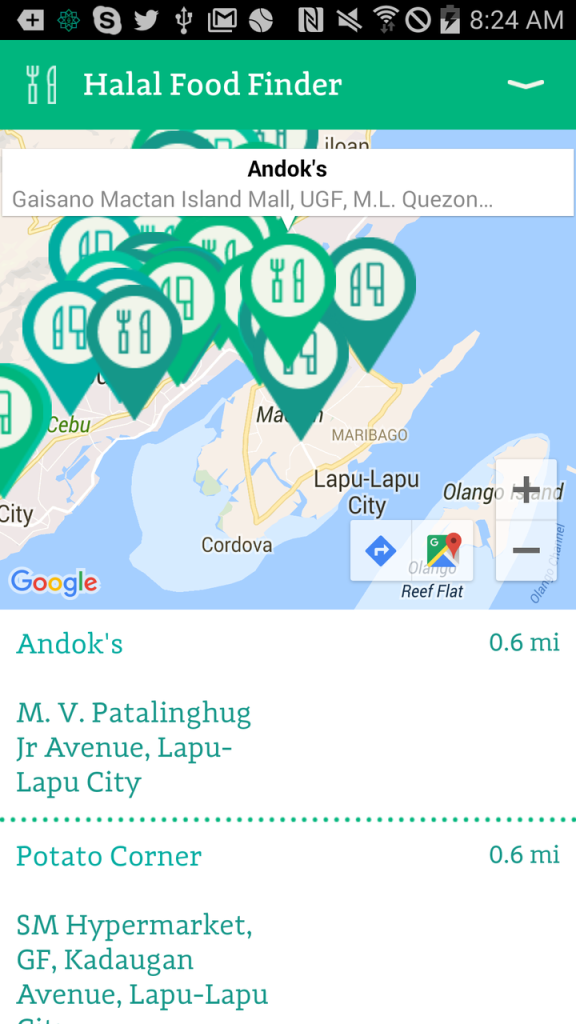 8:24 AM
Halal Food Finder
iloan
Andok's
Gaisano Mactan Island Mall, UGF, M.L. Quezon...
Cebu
MARIBAGO
Lapu-Lapu
City
Olango Island
City
Cordova
G
Olango
Reef Flat
Olango Channel
Google
Andok's 0.6 mi
M. V. Patalinghug
Jr Avenue, Lapu-
Lapu City
Potato Corner 0.6 mi
SM Hypermarket,
GF, Kadaugan
Avenue, Lapu-Lapu
City